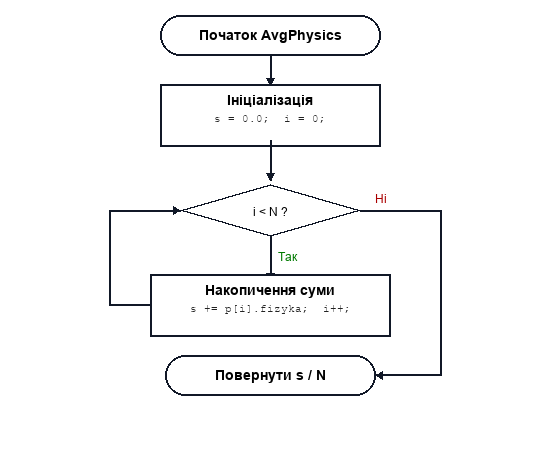 Початок AvgPhysics
Ініціалізація
s = 0.0;  i = 0;
i < N ?
Ні
Так
Накопичення суми
s += p[i].fizyka;  i++;
Повернути s / N